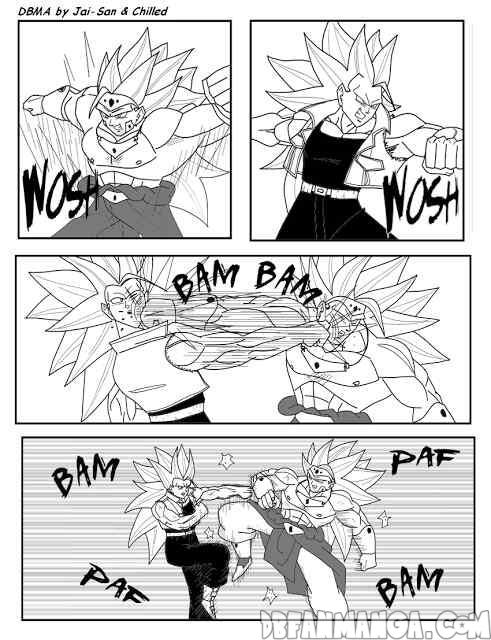 DBMA by Jai-San & Chilled
WOSH
WOSH
BAM BAM
BAM
PAF
PAF
BAM
DBFANMANGA.COM